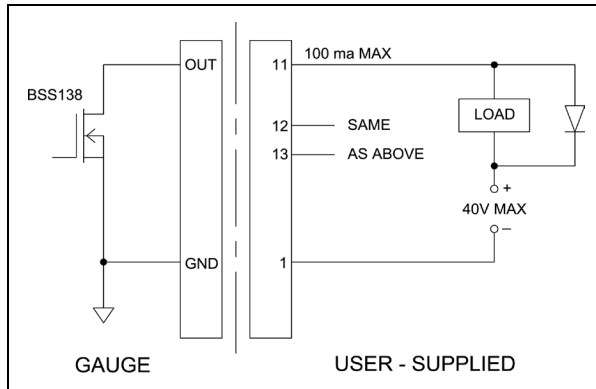 OUT
11
100 ma MAX
BSS138
12
SAME
LOAD
13
AS ABOVE
+
40V MAX
–
GND
1
GAUGE
USER - SUPPLIED